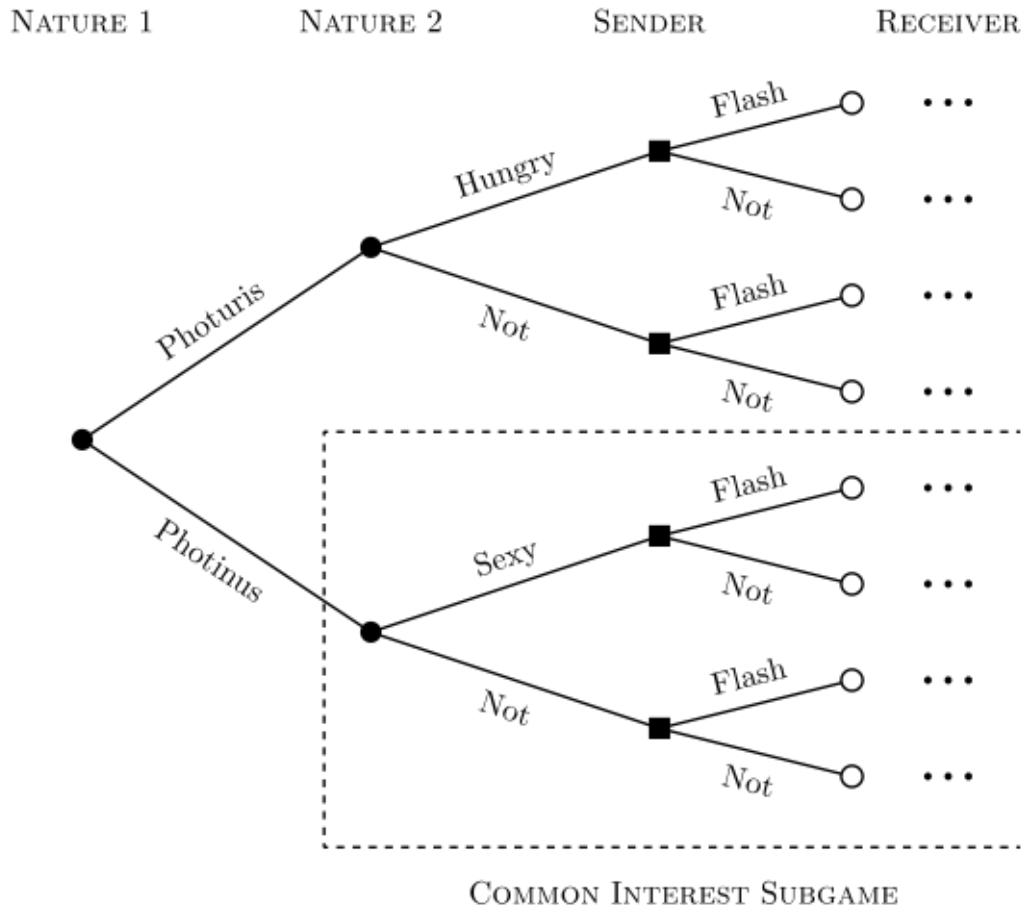 NATURE 1 NATURE 2 SENDER RECEIVER
Flash
Hungry
Not
Photuris
Flash
Not
Not
Flash
Sexy
Not
Photinus
Flash
Not
Not
COMMON INTEREST SUBGAME